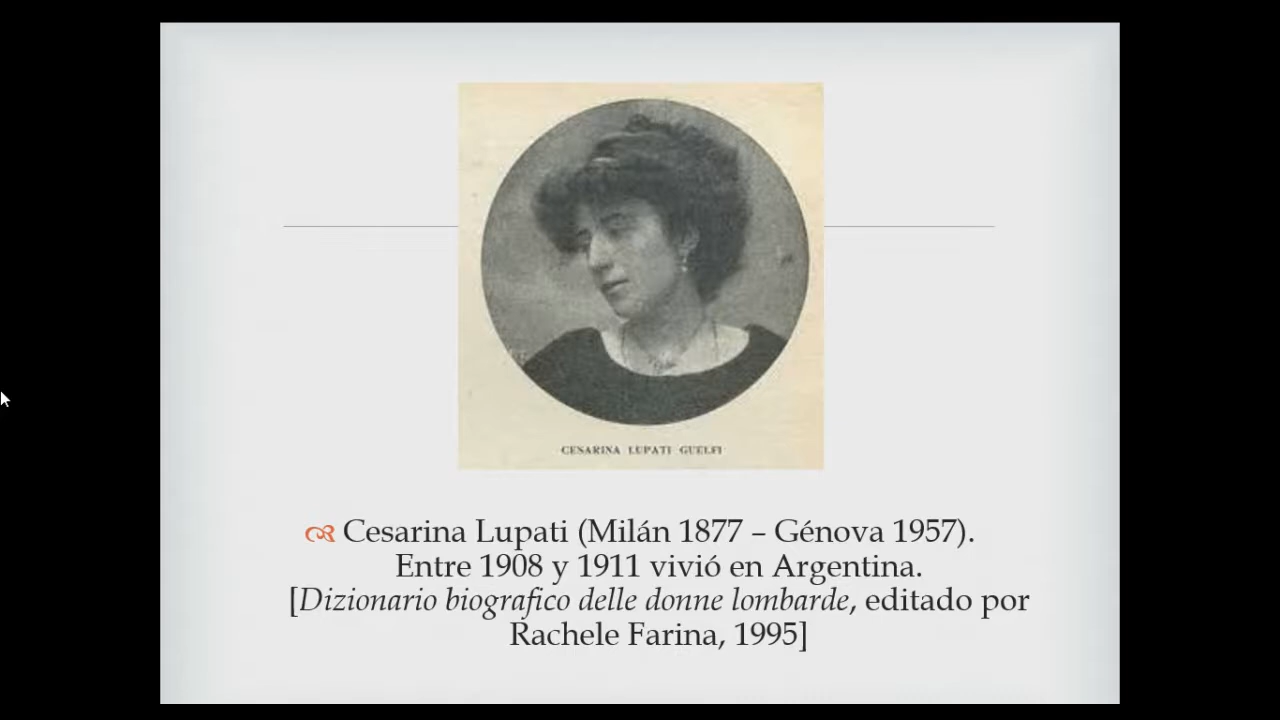 CESARINA LUPATI GUELFI
Cesarina Lupati (Milán 1877 – Génova 1957).
Entre 1908 y 1911 vivió en Argentina.
[Dizionario biografico delle donne lombarde, editado por
Rachele Farina, 1995]